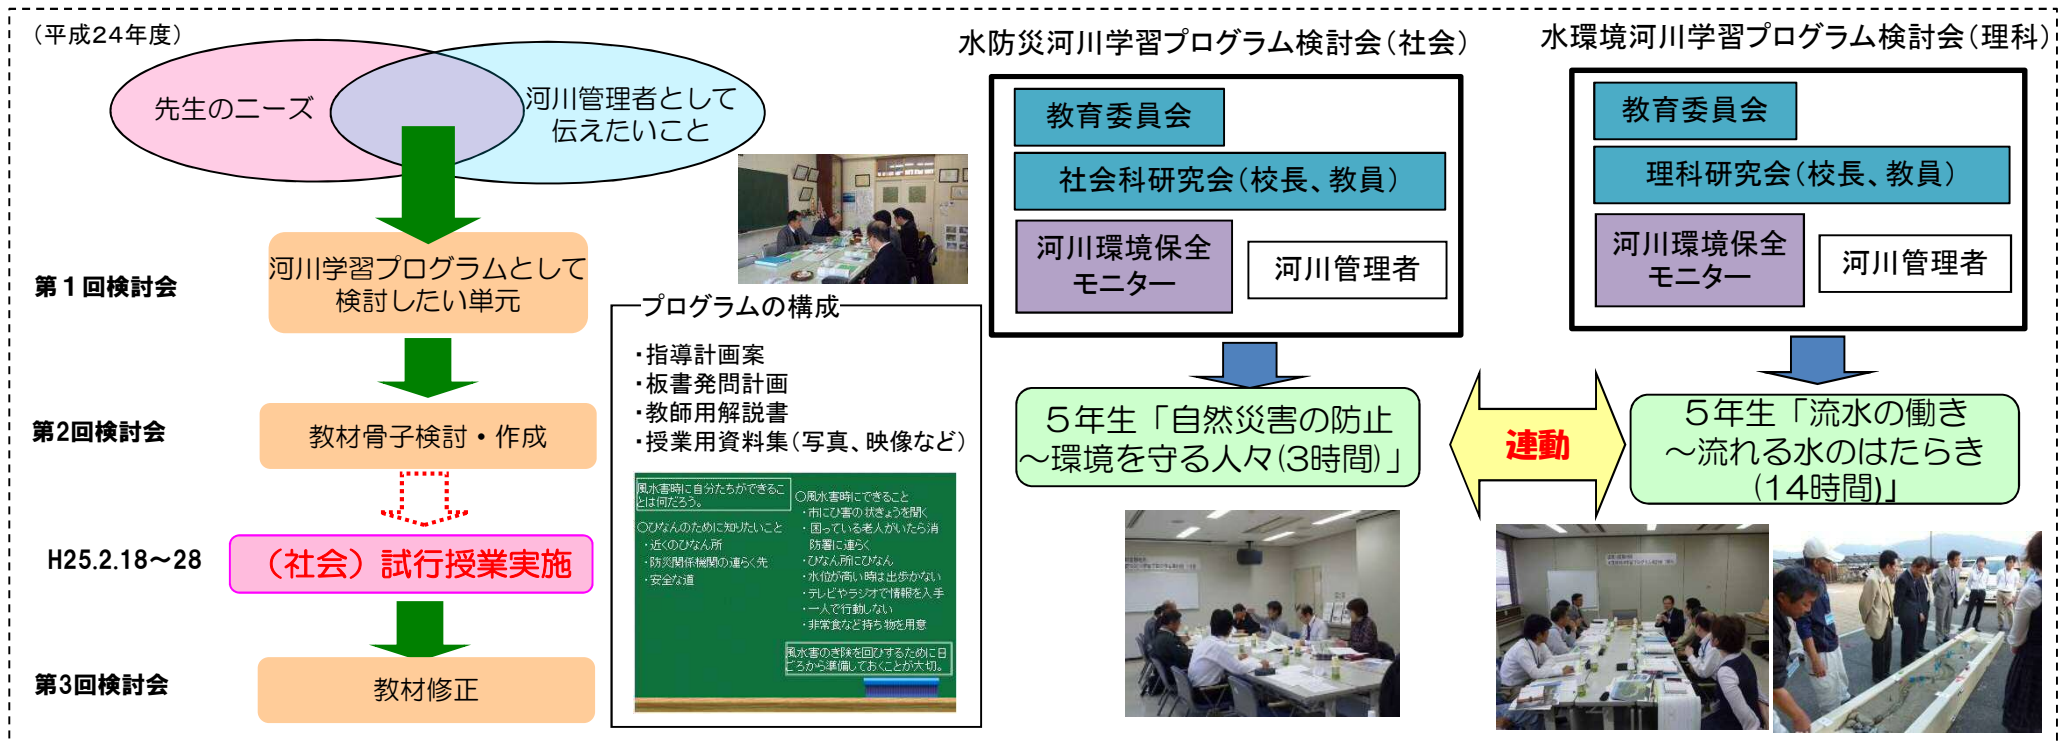 （平成24年度）
先生のニーズ
河川管理者として
伝えたいこと
第1回検討会
河川学習プログラムとして
検討したい単元
第2回検討会
教材骨子検討・作成
H25.2.18～28
（社会）試行授業実施
第3回検討会
教材修正
プログラムの構成
・指導計画案
・板書発問計画
・教師用解説書
・授業用資料集（写真、映像など）
風水害時に自分たちができるこ
とは何だろう。
○ひなんのために知りたいこと
・近くのひなん所
・防災関係機関の連らく先
・安全な道
○風水害時にできること
・市にひ害の状きょうを聞く
・困っている老人がいたら消
防署に連らく
・ひなん所にひなん
・水位が高い時は出歩かない
・テレビやラジオで情報を入手
・一人で行動しない
・非常食など持ち物を用意
風水害のき険を回ひするために日
ごろから準備しておくことが大切。
水防災河川学習プログラム検討会（社会）
教育委員会
社会科研究会（校長、教員）
河川環境保全
モニター
河川管理者
5年生「自然災害の防止
～環境を守る人々（3時間）」
連動
水環境河川学習プログラム検討会（理科）
教育委員会
理科研究会（校長、教員）
河川環境保全
モニター
河川管理者
5年生「流水の働き
～流れる水のはたらき
（14時間）」